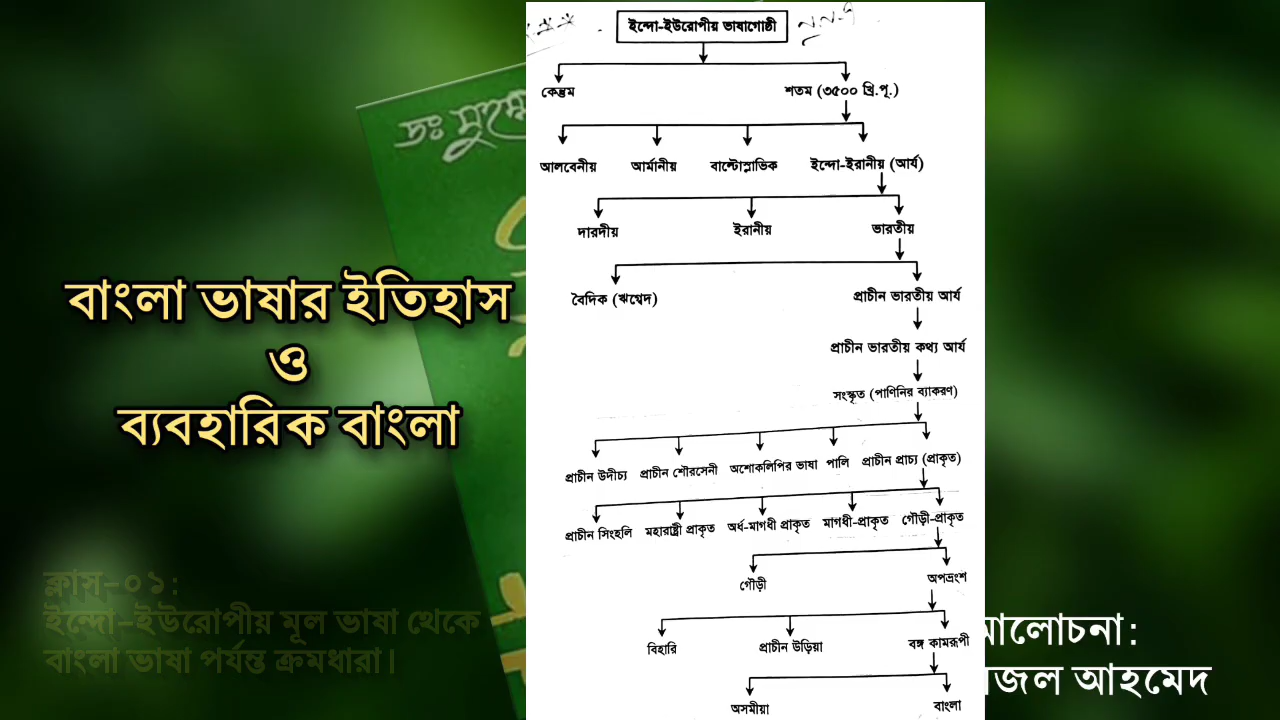 ইন্দো-ইউরোপীয় ভাষাগোষ্ঠী
কেন্তুম
শতম (৩৫০০ খ্রি.পূ.)
আলবেনীয়
আর্মানীয়
বাল্টোস্লাভিক
ইন্দো-ইরানীয় (আর্য)
দারদীয়
ইরানীয়
ভারতীয়
বৈদিক (ঋগ্বেদ)
প্রাচীন ভারতীয় আর্য
প্রাচীন ভারতীয় কথ্য আর্য
সংস্কৃত (পাণিনির ব্যাকরণ)
প্রাচীন উদীচ্য
প্রাচীন শৌরসেনী
অশোকলিপির ভাষা
পালি
প্রাচীন প্রাচ্য (প্রাকৃত)
প্রাচীন সিংহলি
মহারাষ্ট্রী প্রাকৃত
অর্ধ-মাগধী প্রাকৃত
মাগধী-প্রাকৃত
গৌড়ী-প্রাকৃত
গৌড়ী
অপভ্রংশ
বিহারি
প্রাচীন উড়িয়া
বঙ্গ কামরূপী
অসমীয়া
বাংলা
ডঃ
বাংলা ভাষার ইতিহাস
ও
ব্যবহারিক বাংলা
ক্লাস-০১:
ইন্দো-ইউরোপীয় মূল ভাষা থেকে
বাংলা ভাষা পর্যন্ত ক্রমধারা।
আলোচনা:
আহমেদ